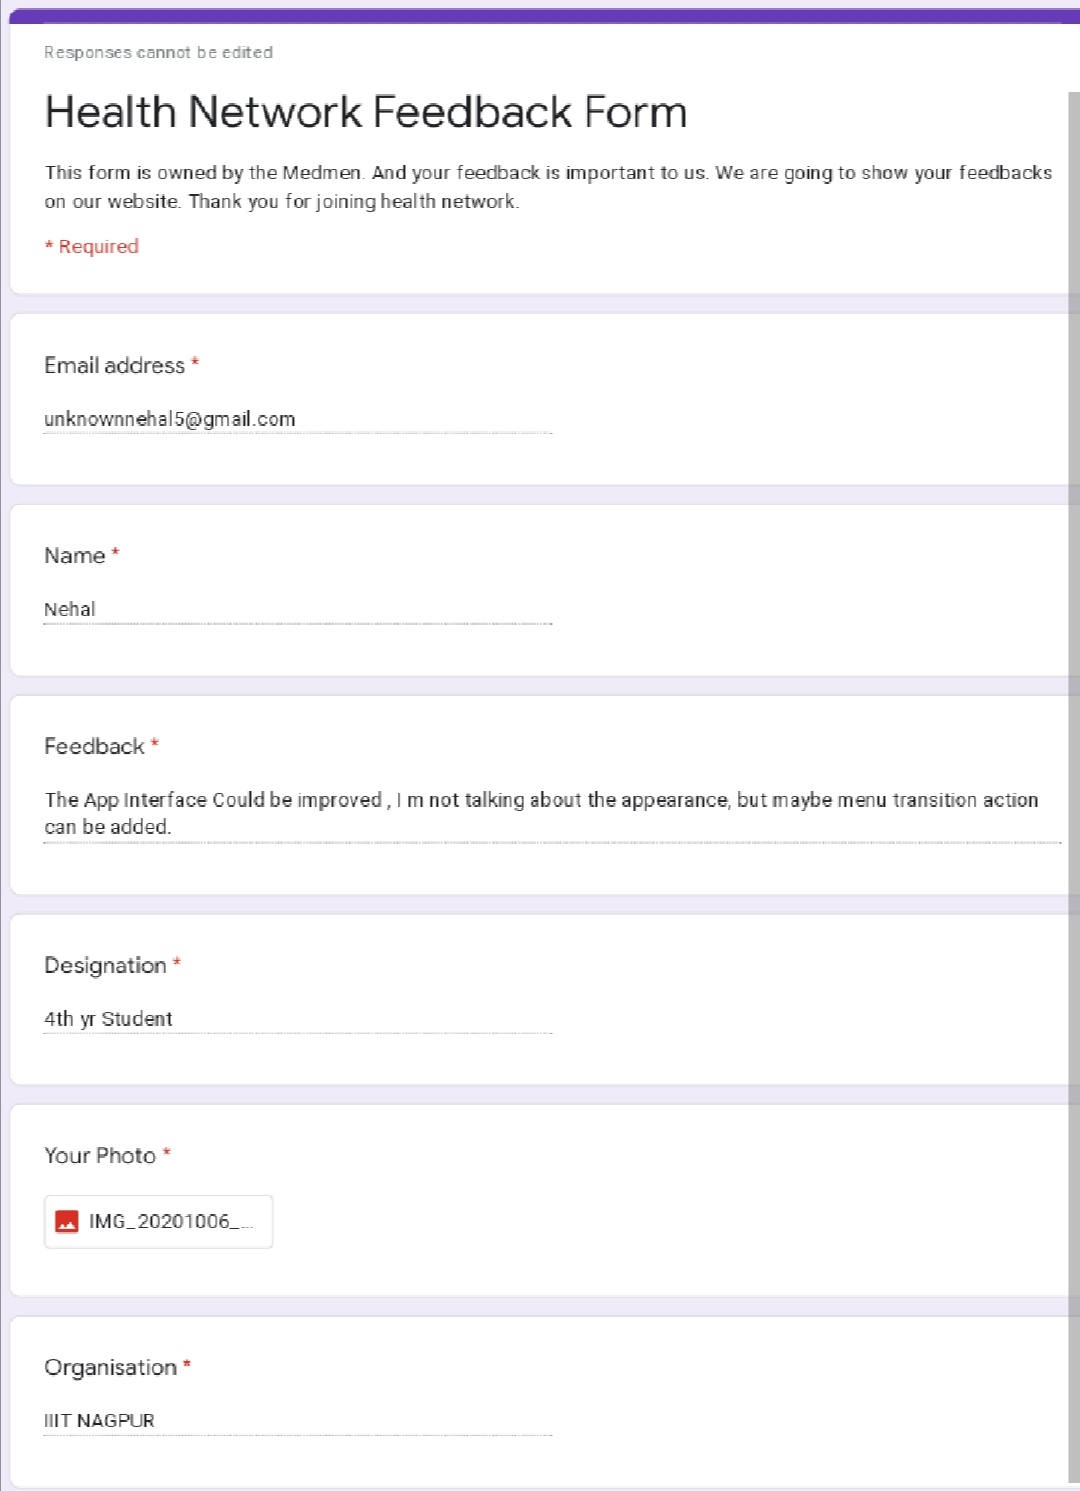 Responses cannot be edited
Health Network Feedback Form
This form is owned by the Medmen. And your feedback is important to us. We are going to show your feedbacks
on our website. Thank you for joining health network.
* Required
Email address *
unknownnehal5@gmail.com
Name *
Nehal
Feedback *
The App Interface Could be improved , I m not talking about the appearance, but maybe menu transition action
can be added.
Designation *
4th yr Student
Your Photo *
IMG_20201006_...
Organisation *
IIIT NAGPUR